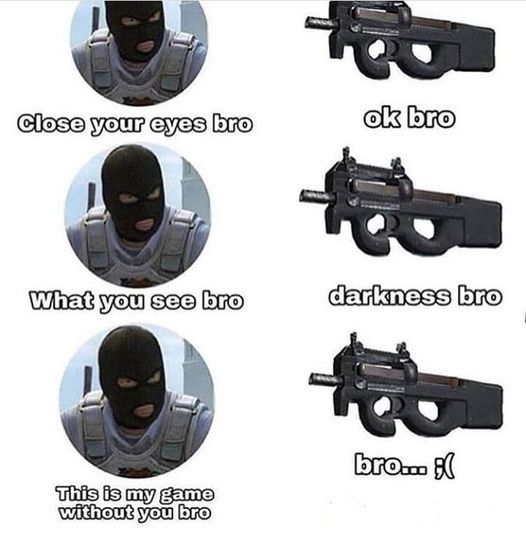 Close your eyes bro
ok bro
What you see bro
darkness bro
This is my game
without you bro
bro... ;(